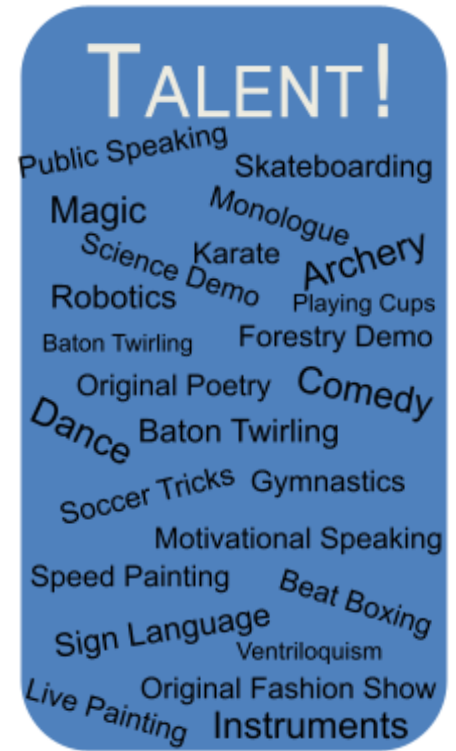 TALENT!
Public Speaking
Skateboarding
Magic
Monologue
Science Demo
Karate
Archery
Robotics
Playing Cups
Baton Twirling
Forestry Demo
Original Poetry
Comedy
Dance
Baton Twirling
Soccer Tricks
Gymnastics
Motivational Speaking
Speed Painting
Beat Boxing
Sign Language
Ventriloquism
Live Painting
Original Fashion Show
Instruments